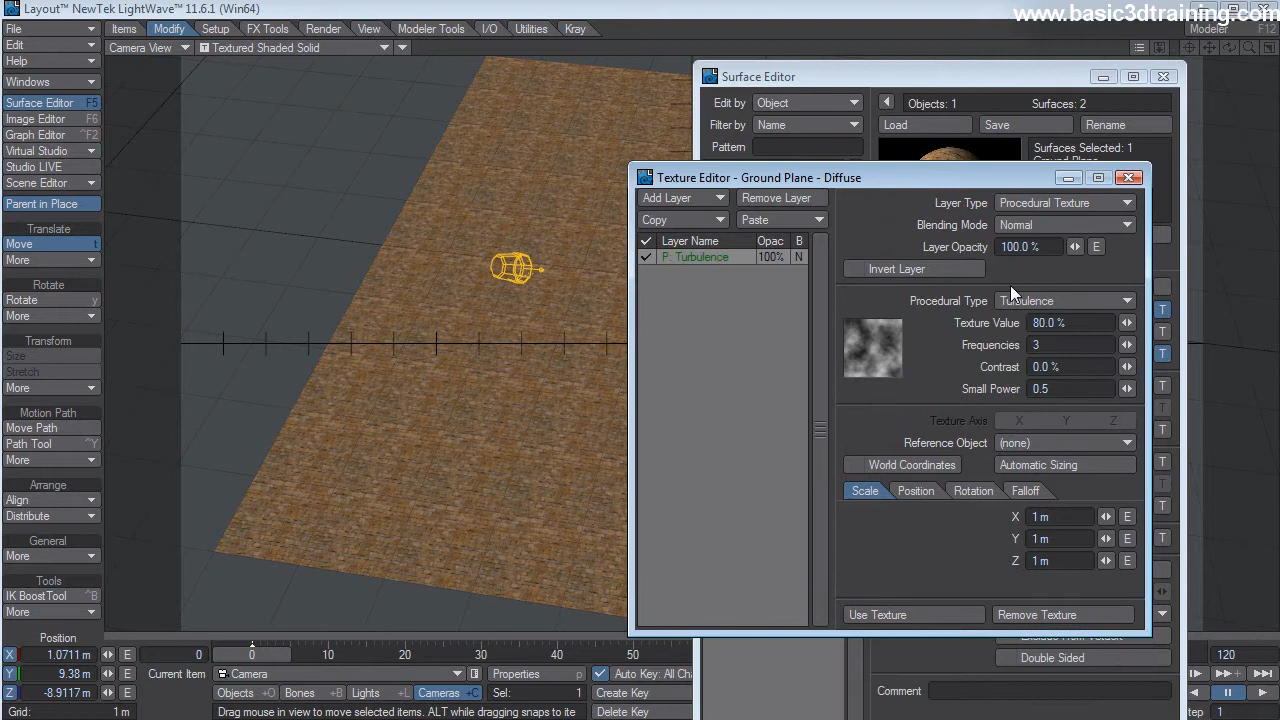 Layout™ NewTek LightWave™ 11.6.1 (Win64)
www.basic3dtraining.com
File Items Modify Setup FX Tools Render View Modeler Tools I/O Utilities Kray Modeler F12
Edit Camera View Textured Shaded Solid
Help
Windows
Surface Editor F5
Image Editor F6
Graph Editor ^F2
Virtual Studio
Studio LIVE
Scene Editor
Parent in Place
Translate
Move t
More
Rotate
Rotate y
More
Transform
Size
Stretch
More
Motion Path
Move Path
Path Tool ^Y
More
Arrange
Align
Distribute
General
More
Tools
IK BoostTool ^B
More
Surface Editor
Edit by Object Objects: 1 Surfaces: 2
Filter by Name Load Save Rename
Pattern Surfaces Selected: 1
Texture Editor - Ground Plane - Diffuse
Add Layer Remove Layer Layer Type Procedural Texture
Copy Paste Blending Mode Normal
Layer Name Opac B Layer Opacity 100.0 % E
P: Turbulence 100% N Invert Layer
Procedural Type Turbulence
Texture Value 80.0 %
Frequencies 3
Contrast 0.0 %
Small Power 0.5
Texture Axis X Y Z
Reference Object (none)
World Coordinates Automatic Sizing
Scale Position Rotation Falloff
X 1 m E
Y 1 m E
Z 1 m E
Use Texture Remove Texture
T
T
T
T
T
T
T
T
T
T
Double Sided
Comment
Position
X 1.0711 m E 0 0 10 20 30 40 50 120
Y 9.38 m E Current Item Camera Properties p Auto Key: All Cha
Z -8.9117 m E Objects +O Bones +B Lights +L Cameras +C Sel: 1 Create Key
Grid: 1 m Drag mouse in view to move selected items. ALT while dragging snaps to ite Delete Key 1